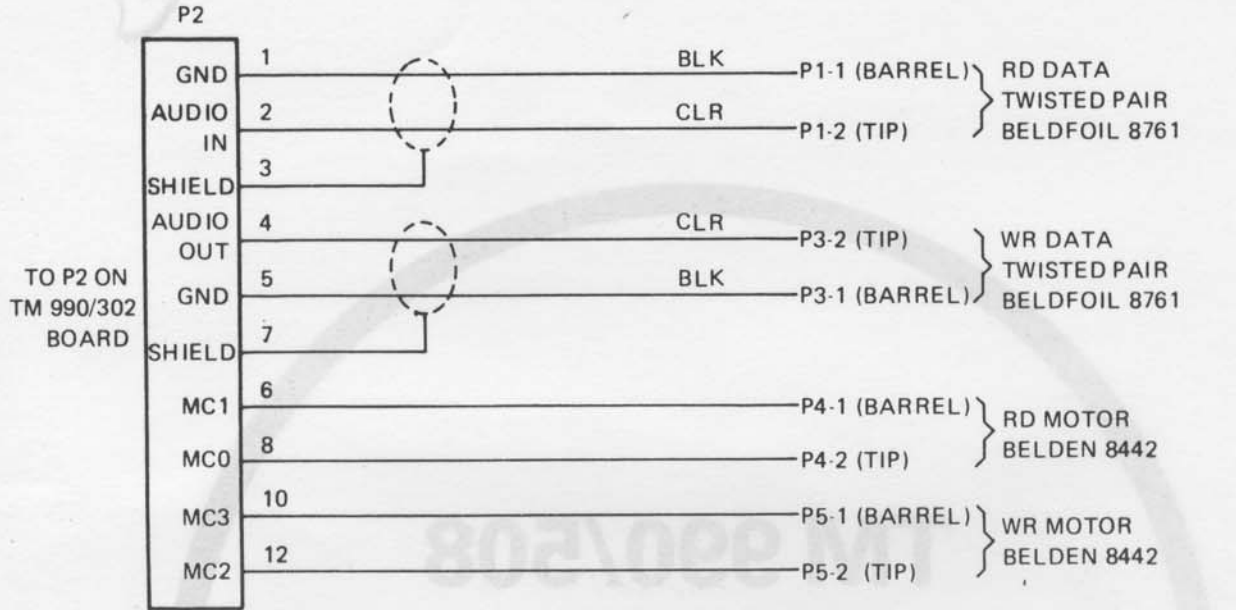 P2
1
GND
BLK
P1-1 (BARREL)
RD DATA
AUDIO
IN
2
CLR
P1-2 (TIP)
TWISTED PAIR
BELDFOIL 8761
3
SHIELD
AUDIO
OUT
4
CLR
P3-2 (TIP)
WR DATA
TWISTED PAIR
BELDFOIL 8761
TO P2 ON
TM 990/302
BOARD
5
GND
BLK
P3-1 (BARREL)
7
SHIELD
6
MC1
P4-1 (BARREL)
RD MOTOR
BELDEN 8442
8
MC0
P4-2 (TIP)
10
MC3
P5-1 (BARREL)
WR MOTOR
BELDEN 8442
12
MC2
P5-2 (TIP)
TM 990/508